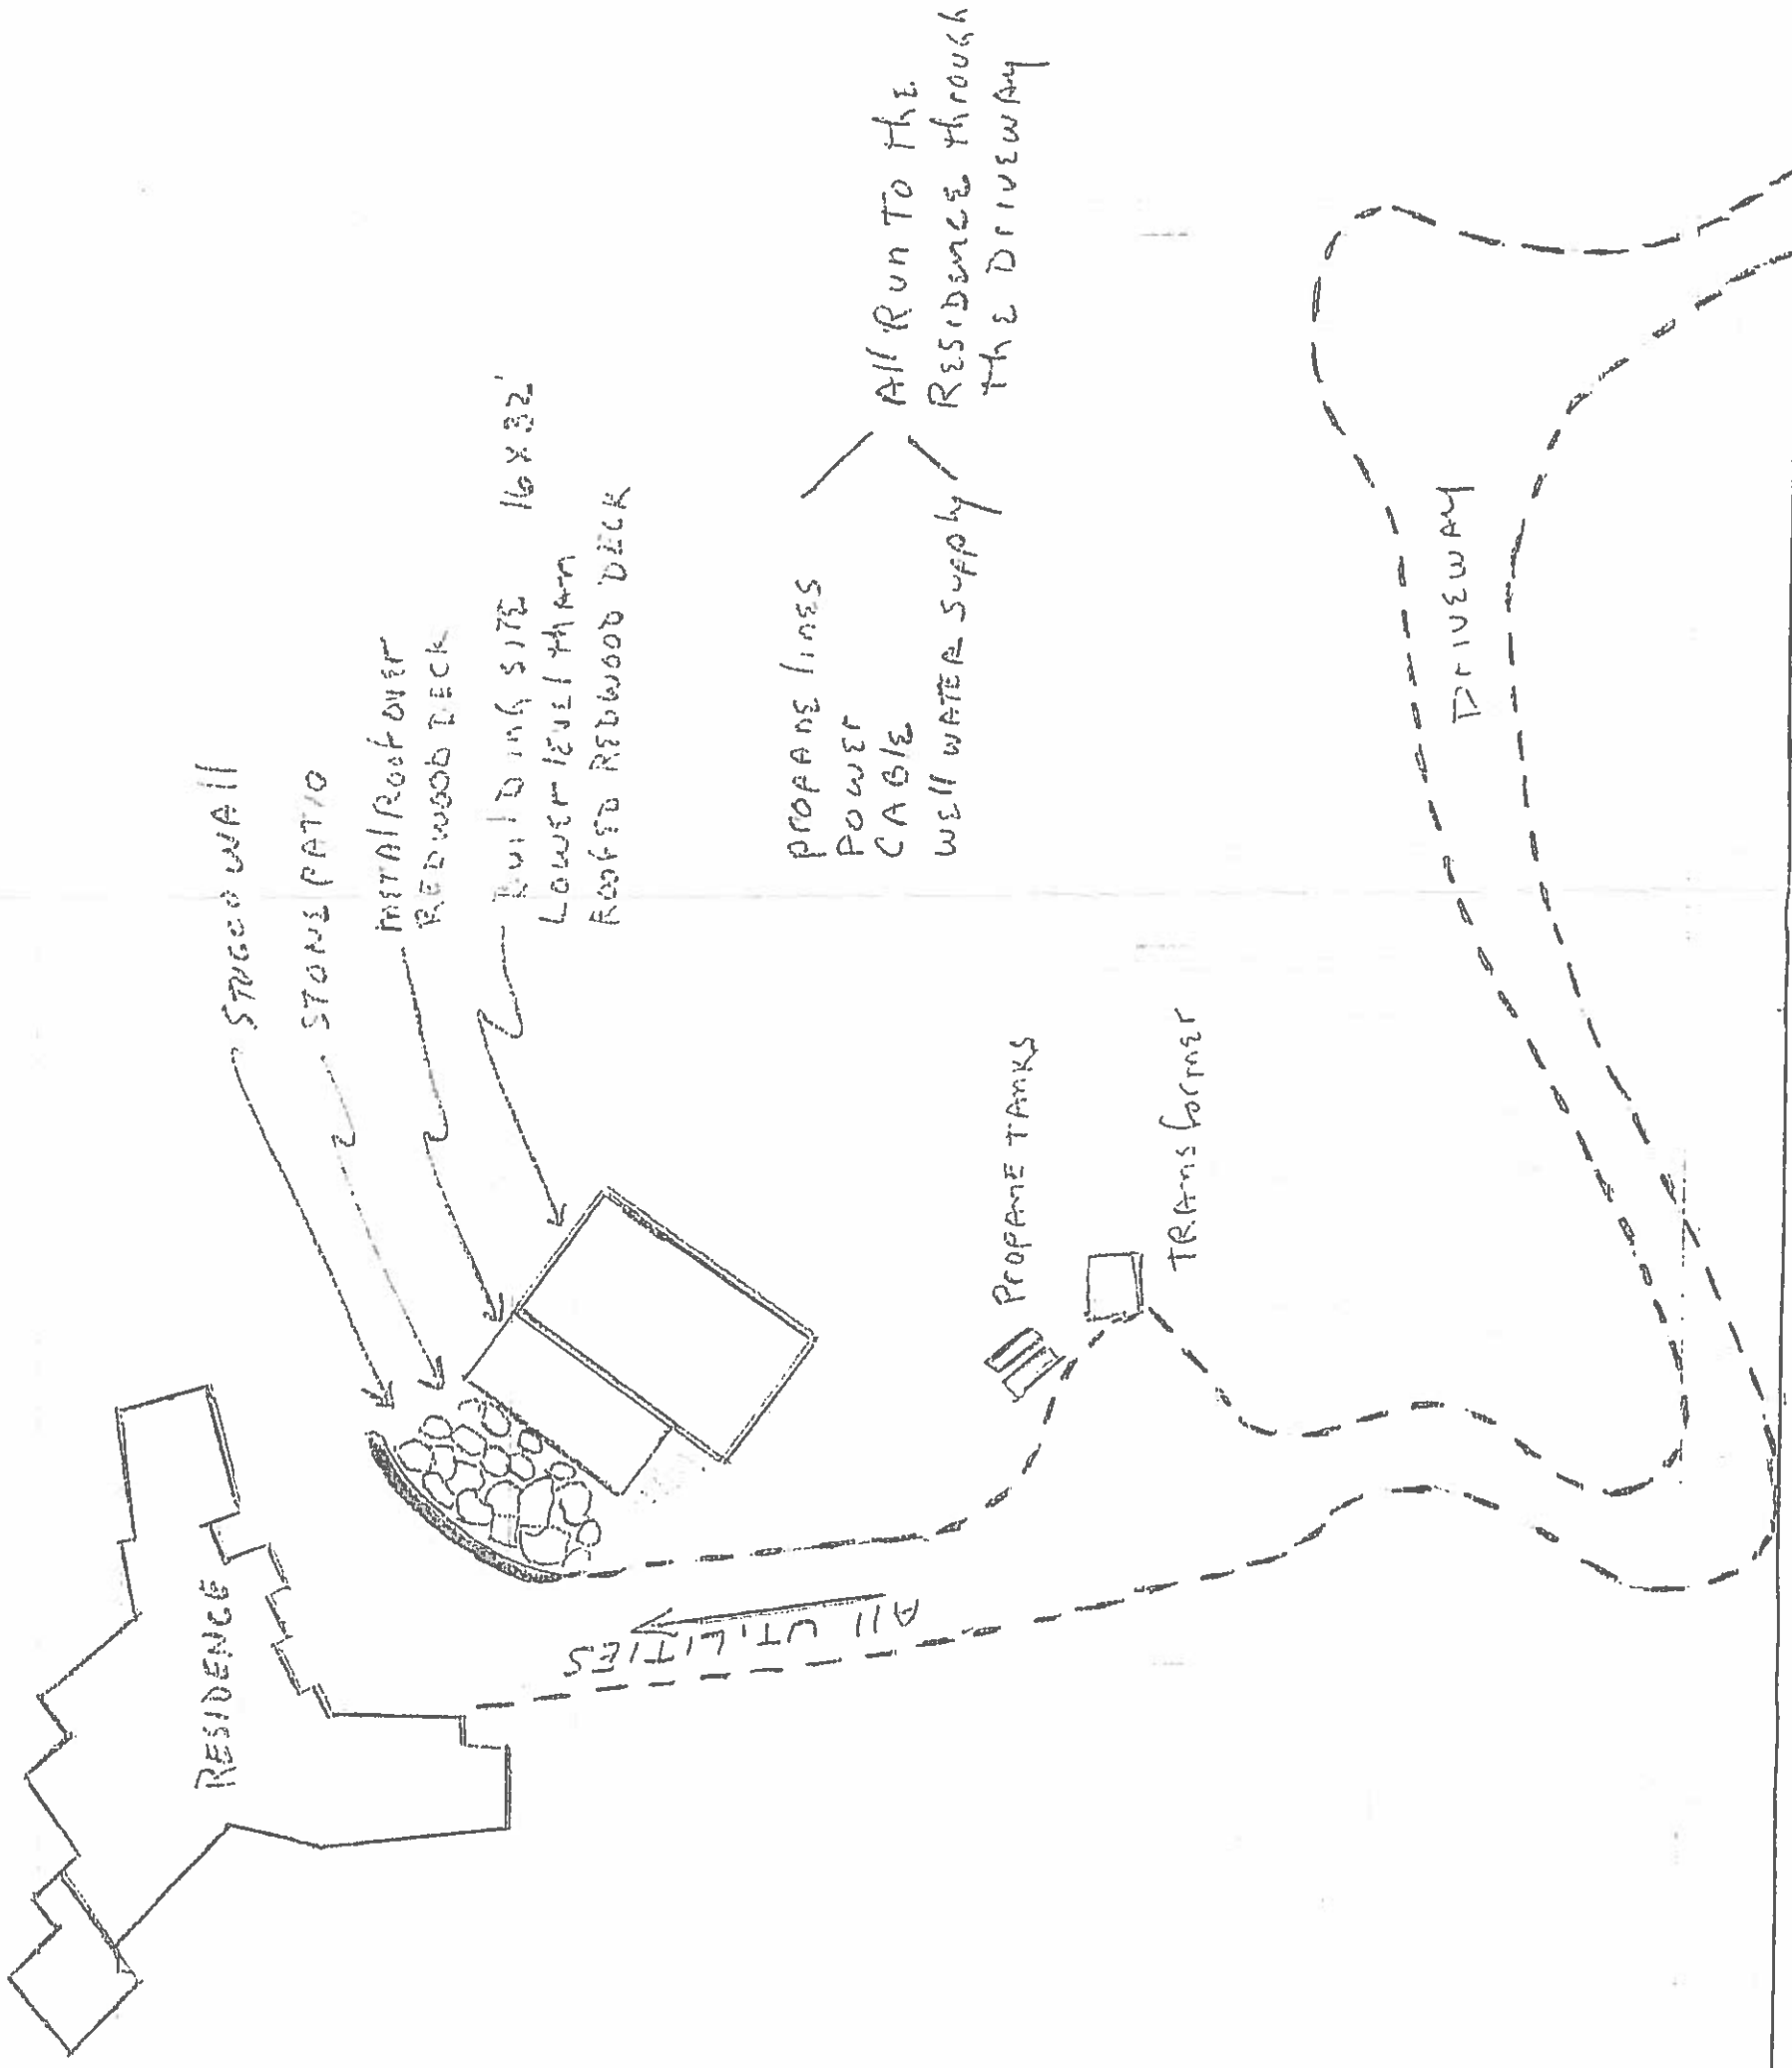 STUCCO WALL
STONE PATIO
METAL ROOF OVER
REDWOOD DECK
BUILDING SITE 16 X 32'
LOWER LEVEL THAN
ROOFED REDWOOD DECK
PROPANE lines
POWER
CABLE
WELL WATER Supply
All RUN TO thE
RESIDENCE through
thE DRIVEWAY
RESIDENCE
All UTILITIES
PROPANE TANKS
TRANSformer
DRIVEWAY